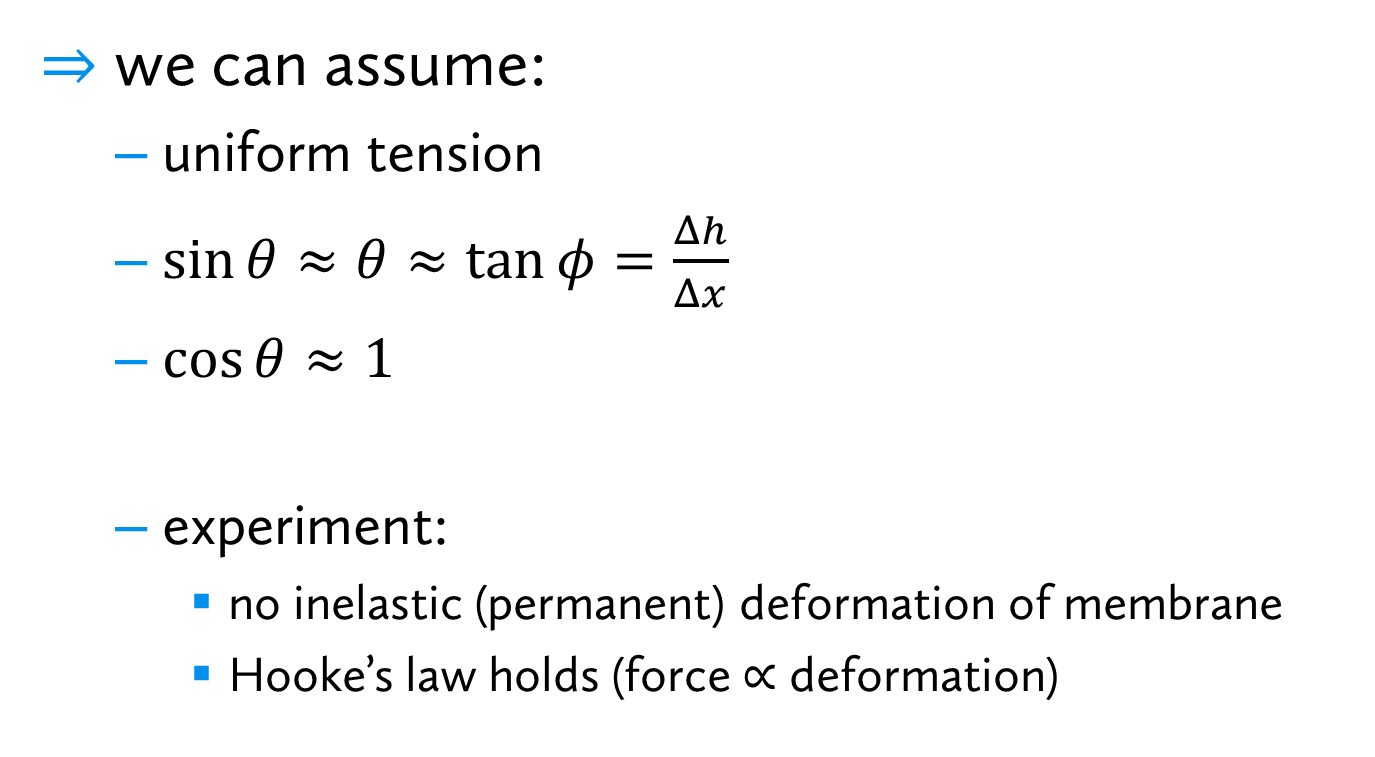 ⇒ we can assume:
– uniform tension
– sin θ ≈ θ ≈ tan ϕ = Δh/Δx
– cos θ ≈ 1
– experiment:
▪ no inelastic (permanent) deformation of membrane
▪ Hooke’s law holds (force ∝ deformation)